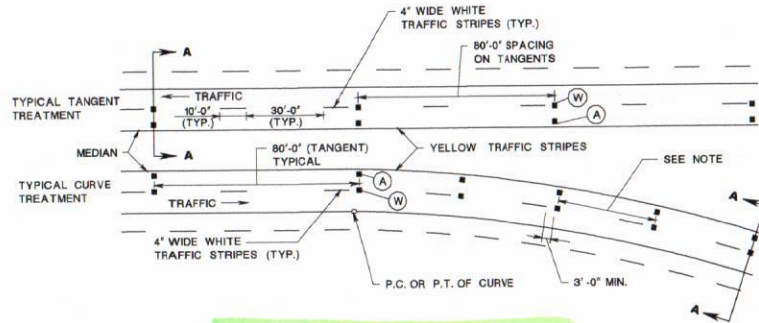 4" WIDE WHITE
TRAFFIC STRIPES (TYP.)
80'-0" SPACING
ON TANGENTS
A
TYPICAL TANGENT
TREATMENT
TRAFFIC
W
10'-0"
(TYP.)
30'-0"
(TYP.)
A
A
MEDIAN
80'-0" (TANGENT)
TYPICAL
YELLOW TRAFFIC STRIPES
SEE NOTE
TYPICAL CURVE
TREATMENT
A
W
TRAFFIC
A
4" WIDE WHITE
TRAFFIC STRIPES (TYP.)
3'-0" MIN.
P.C. OR P.T. OF CURVE
A